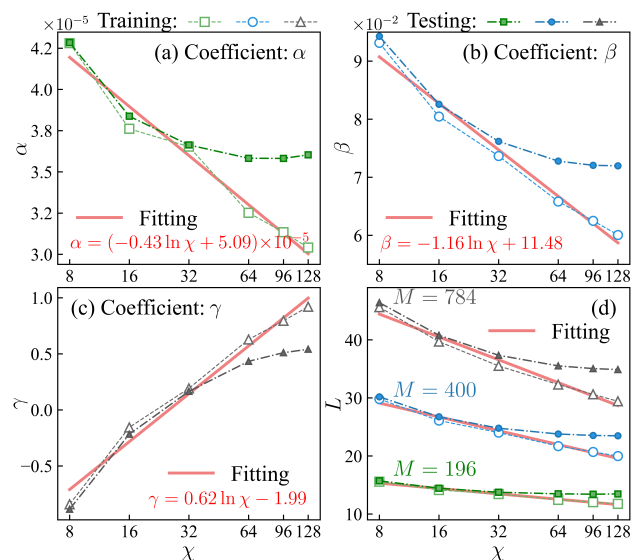 Training:
Testing:
×10⁻⁵
(a) Coefficient: α
4.2
4.0
3.8
3.5
3.2
3.0
α
Fitting
α = (−0.43 ln χ + 5.09)×10⁻⁵
8 16 32 64 96 128
×10⁻²
(b) Coefficient: β
8
6
β
Fitting
β = −1.16 ln χ + 11.48
8 16 32 64 96 128
(c) Coefficient: γ
1.0
0.5
0.0
−0.5
γ
Fitting
γ = 0.62 ln χ − 1.99
8 16 32 64 96 128
χ
M = 784
(d)
Fitting
M = 400
M = 196
40
30
20
10
L
8 16 32 64 96 128
χ